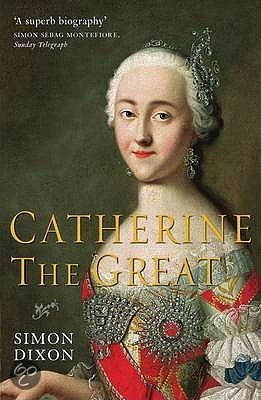 ‘A superb biography’
SIMON SEBAG MONTEFIORE,
Sunday Telegraph
CATHERINE
THE GREAT
SIMON
DIXON